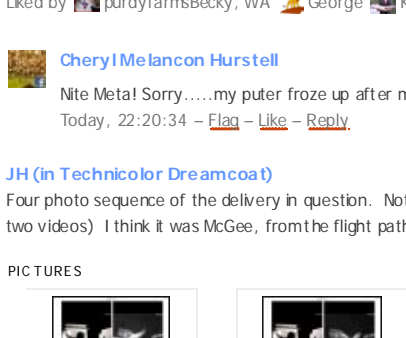 Liked by purdyfarmsBecky, WA George
Cheryl Melancon Hurstell
Nite Meta! Sorry.....my puter froze up after
Today, 22:20:34 – Flag – Like – Reply
JH (in Technicolor Dreamcoat)
Four photo sequence of the delivery in question. Not
two videos) I think it was McGee, from the flight path
PICTURES